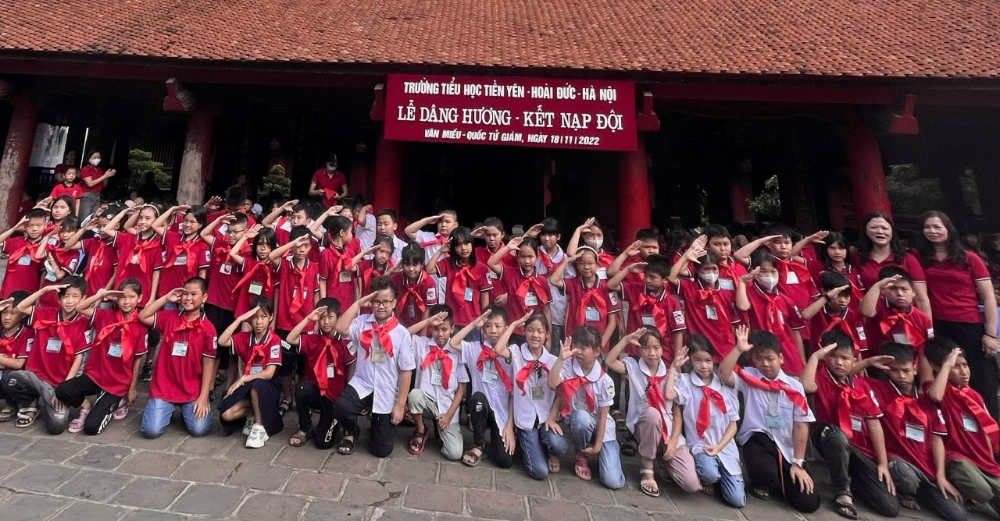 TRƯỜNG TIỂU HỌC TIỀN YÊN - HOÀI ĐỨC - HÀ NỘI
LỄ DÂNG HƯƠNG - KẾT NẠP ĐỘI
VĂN MIẾU - QUỐC TỬ GIÁM, NGÀY 18|11|2022